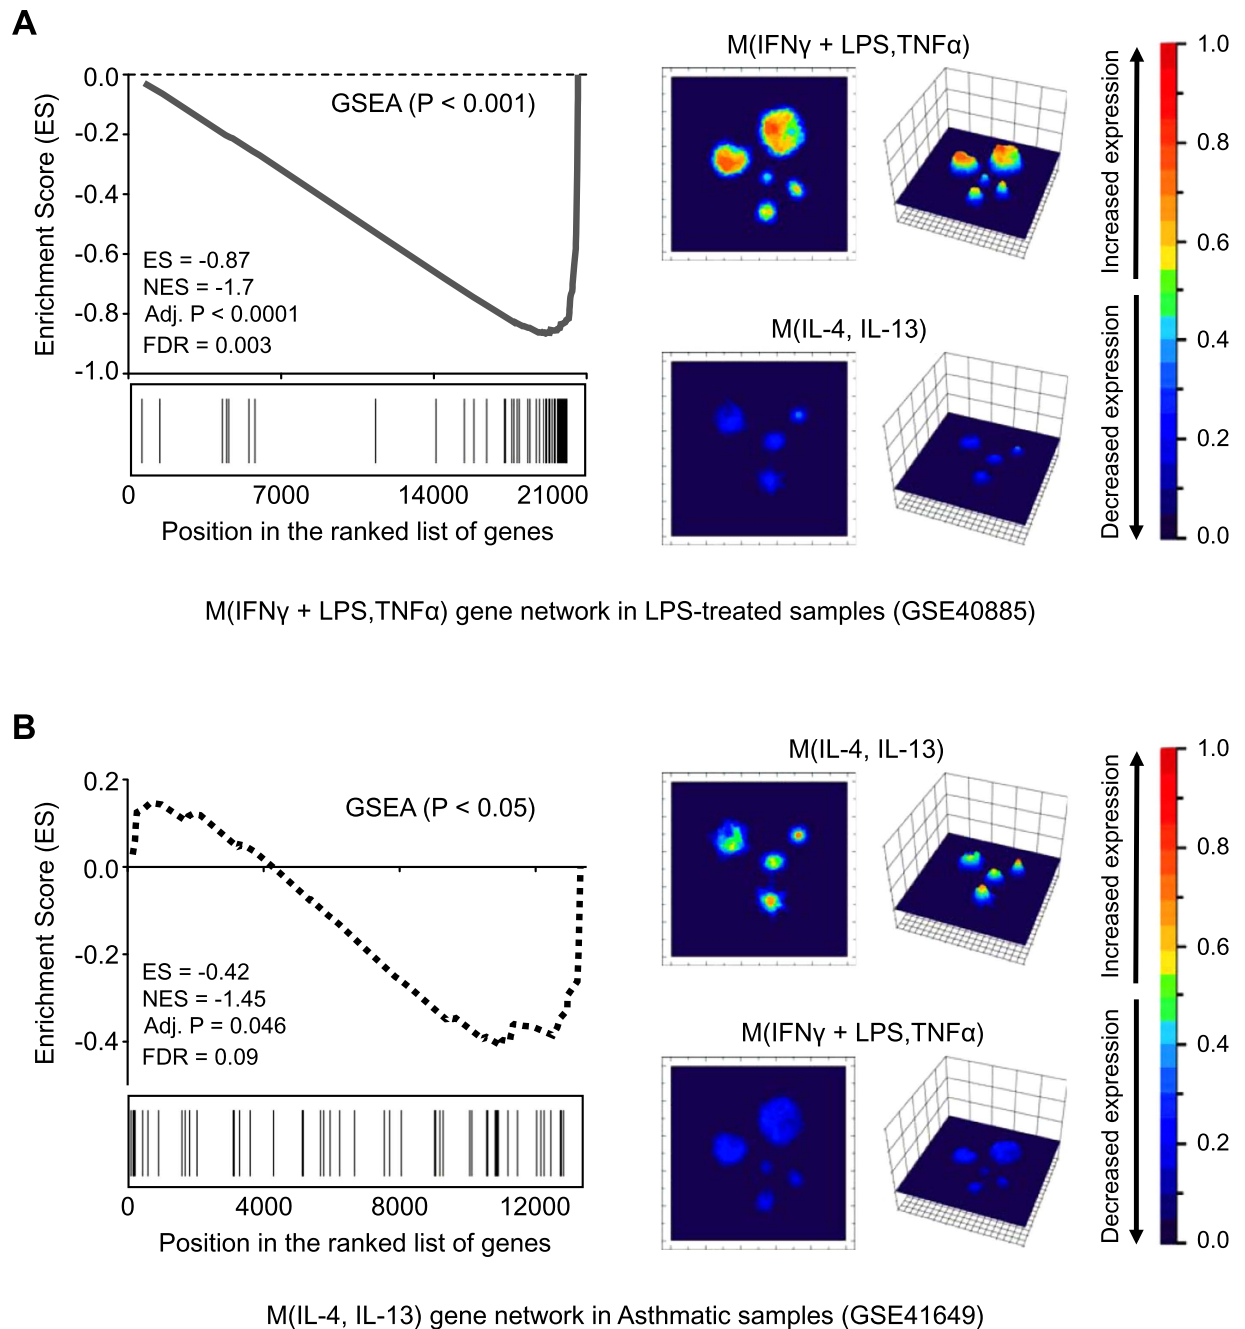 A
M(IFNγ + LPS,TNFα)
GSEA (P < 0.001)
Enrichment Score (ES)
0.0
-0.2
-0.4
-0.6
-0.8
-1.0
ES = -0.87
NES = -1.7
Adj. P < 0.0001
FDR = 0.003
0
7000
14000
21000
Position in the ranked list of genes
M(IL-4, IL-13)
Increased expression
Decreased expression
1.0
0.8
0.6
0.4
0.2
0.0
M(IFNγ + LPS,TNFα) gene network in LPS-treated samples (GSE40885)
B
M(IL-4, IL-13)
GSEA (P < 0.05)
Enrichment Score (ES)
0.2
0.0
-0.2
-0.4
ES = -0.42
NES = -1.45
Adj. P = 0.046
FDR = 0.09
0
4000
8000
12000
Position in the ranked list of genes
M(IFNγ + LPS,TNFα)
Increased expression
Decreased expression
1.0
0.8
0.6
0.4
0.2
0.0
M(IL-4, IL-13) gene network in Asthmatic samples (GSE41649)